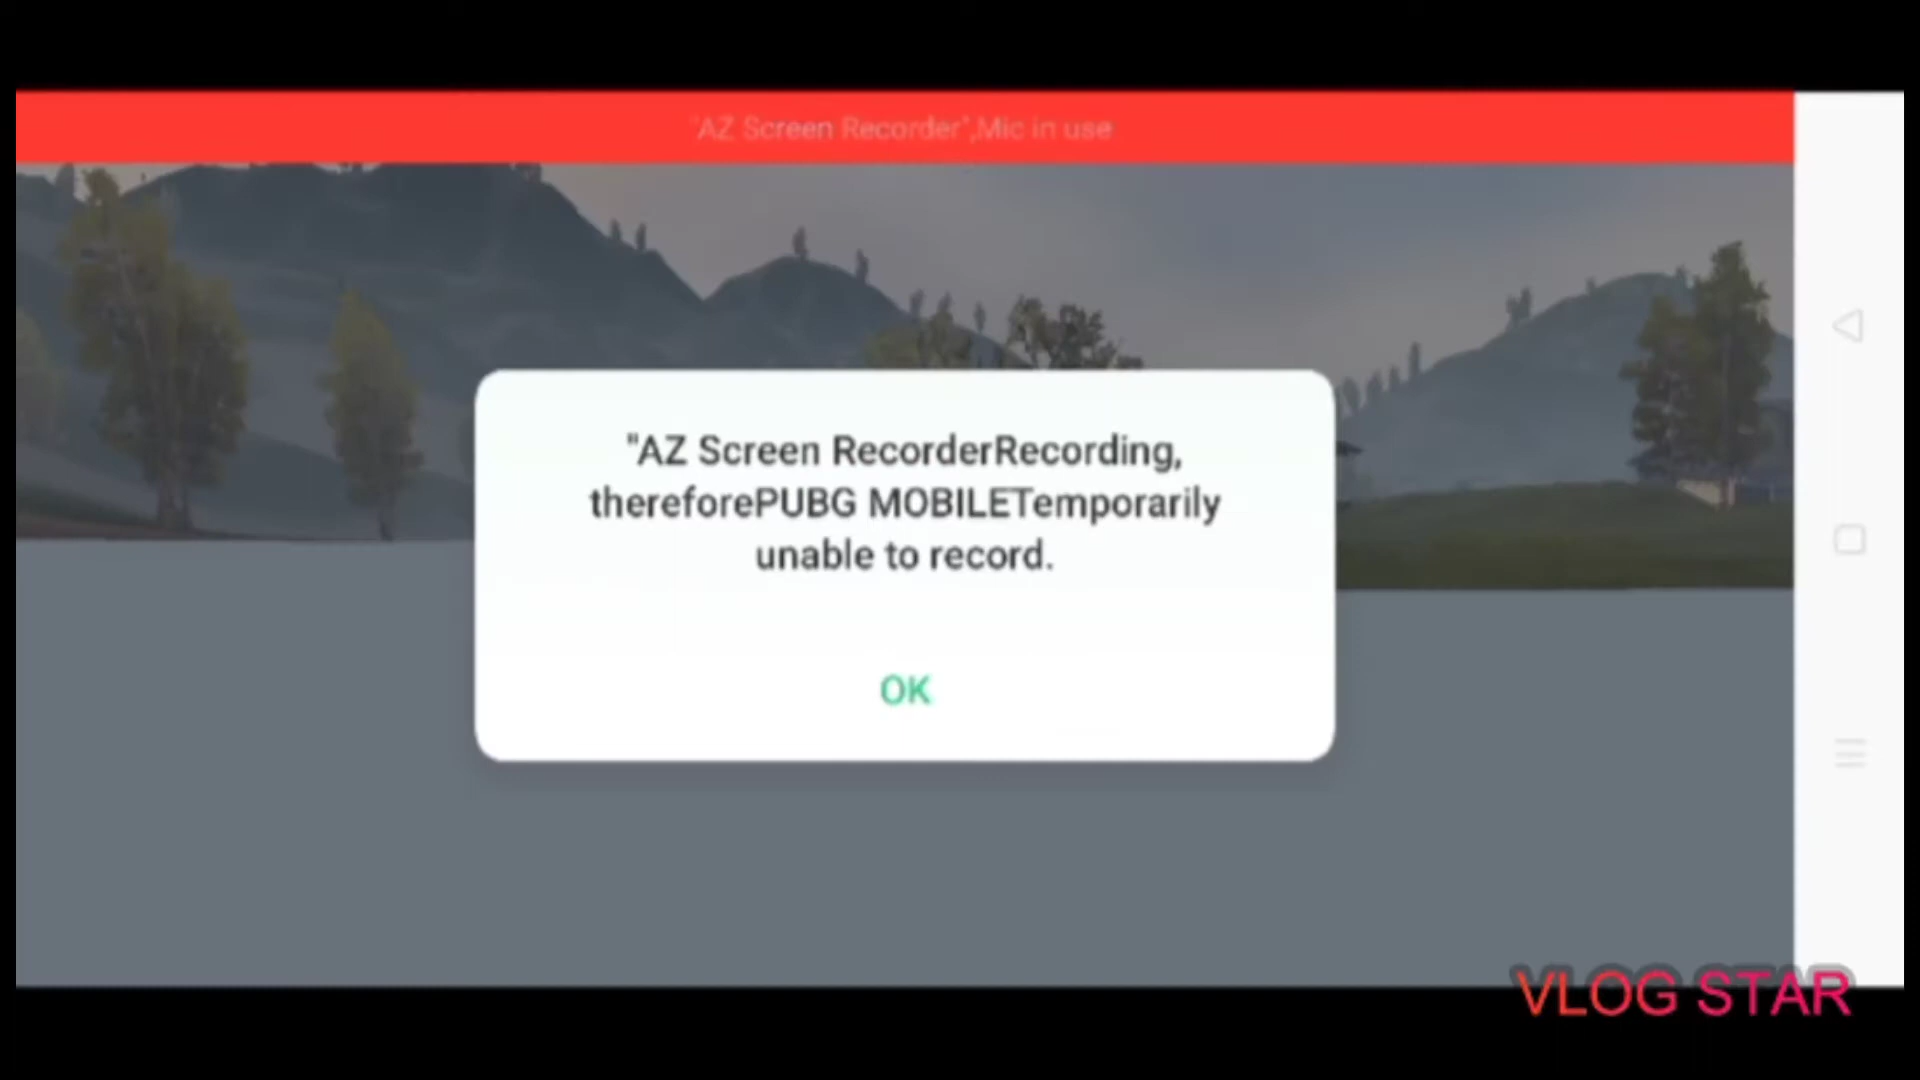 "AZ Screen Recorder",Mic in use
"AZ Screen RecorderRecording,
thereforePUBG MOBILETemporarily
unable to record.
OK
VLOG STAR